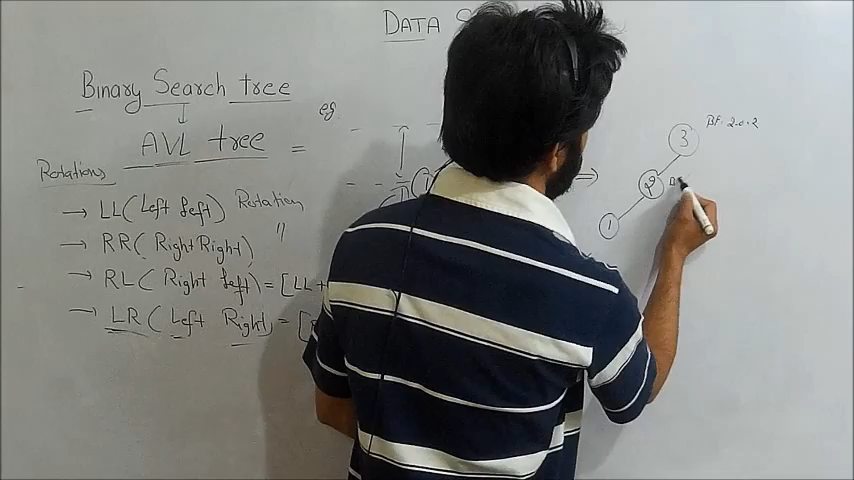 DATA
Binary Search tree
eg.
AVL tree =
Rotations
→ LL (Left Left) Rotation
→ RR (Right Right) "
→ RL (Right Left) = [LL +
→ LR (Left Right) = [
3 BF = 2-0 = 2
2
1